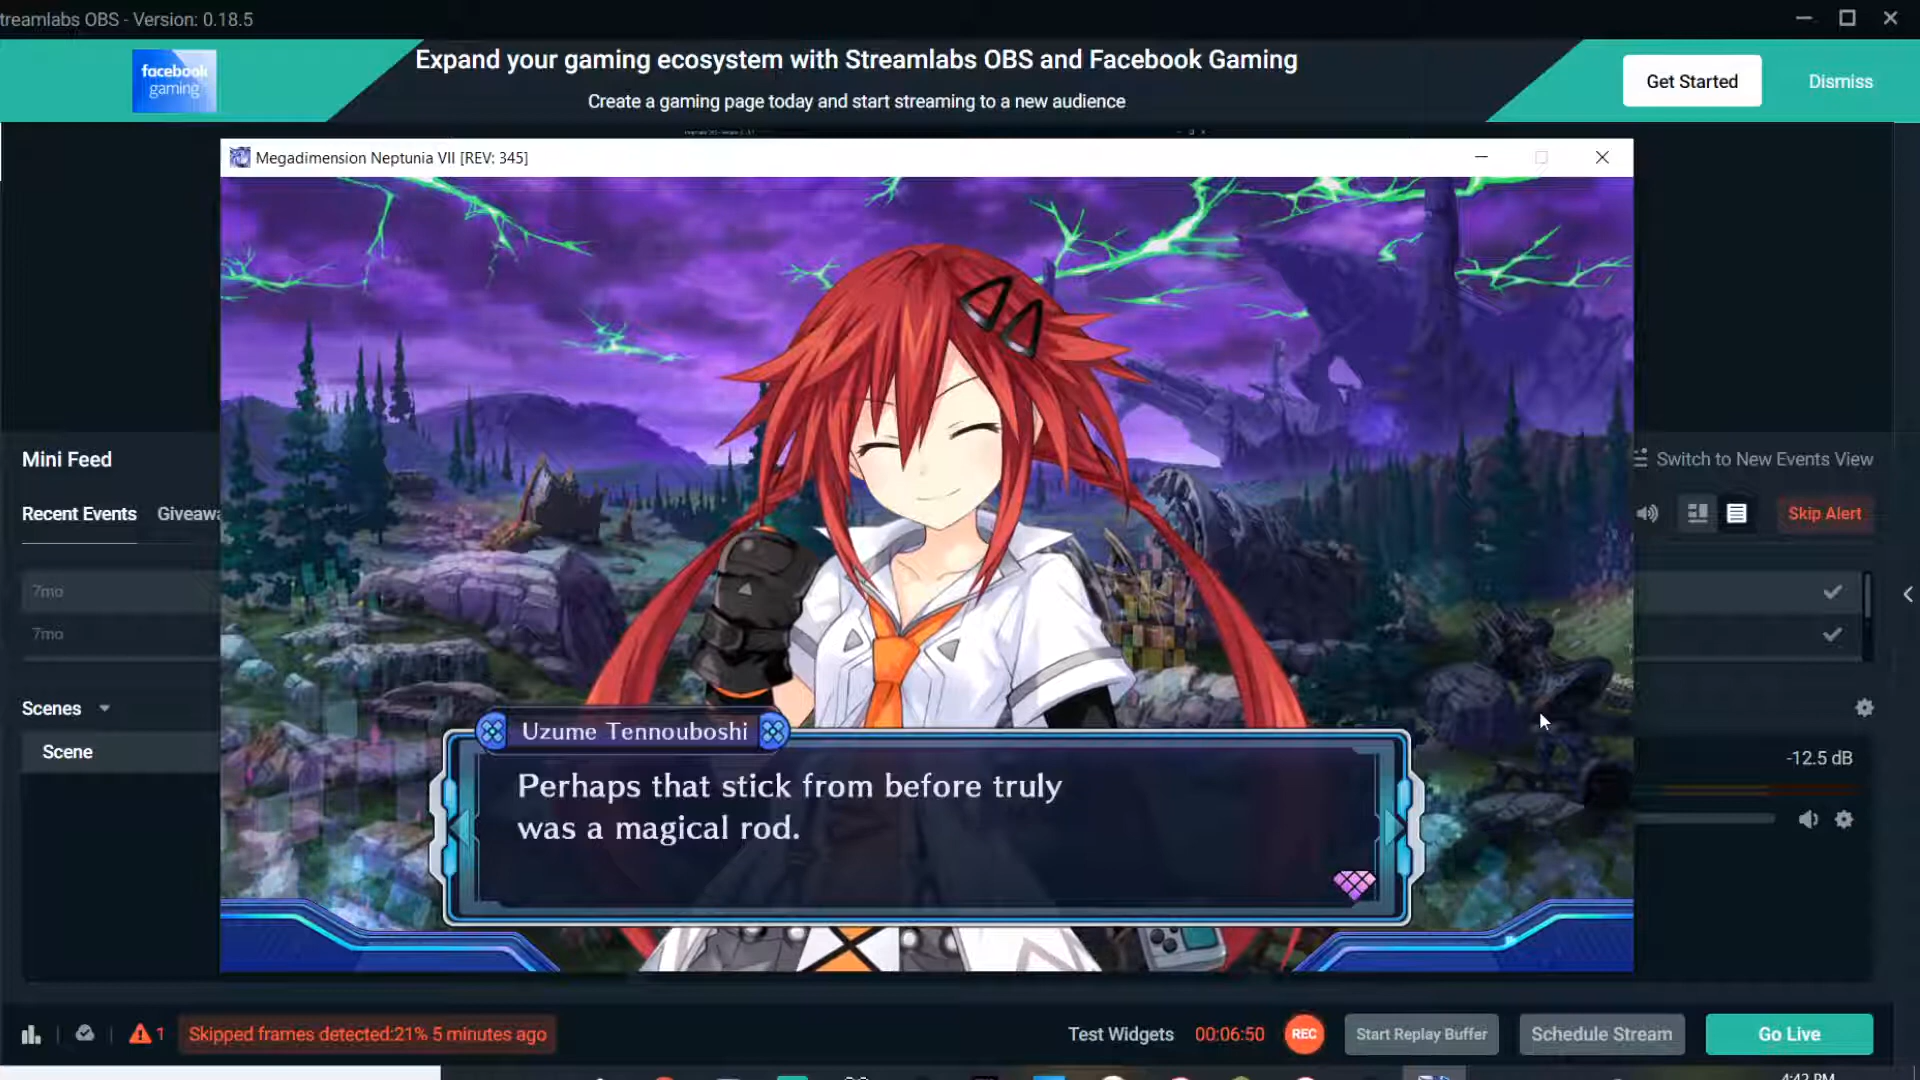 treamlabs OBS - Version: 0.18.5
facebook
gaming
Expand your gaming ecosystem with Streamlabs OBS and Facebook Gaming
Create a gaming page today and start streaming to a new audience
Get Started
Dismiss
Megadimension Neptunia VII [REV: 345]
Mini Feed
Switch to New Events View
Recent Events
Giveawa
Skip Alert
7mo
7mo
Scenes
Scene
-12.5 dB
Uzume Tennouboshi
Perhaps that stick from before truly
was a magical rod.
1
Skipped frames detected:21% 5 minutes ago
Test Widgets
00:06:50
REC
Start Replay Buffer
Schedule Stream
Go Live
4:42 PM